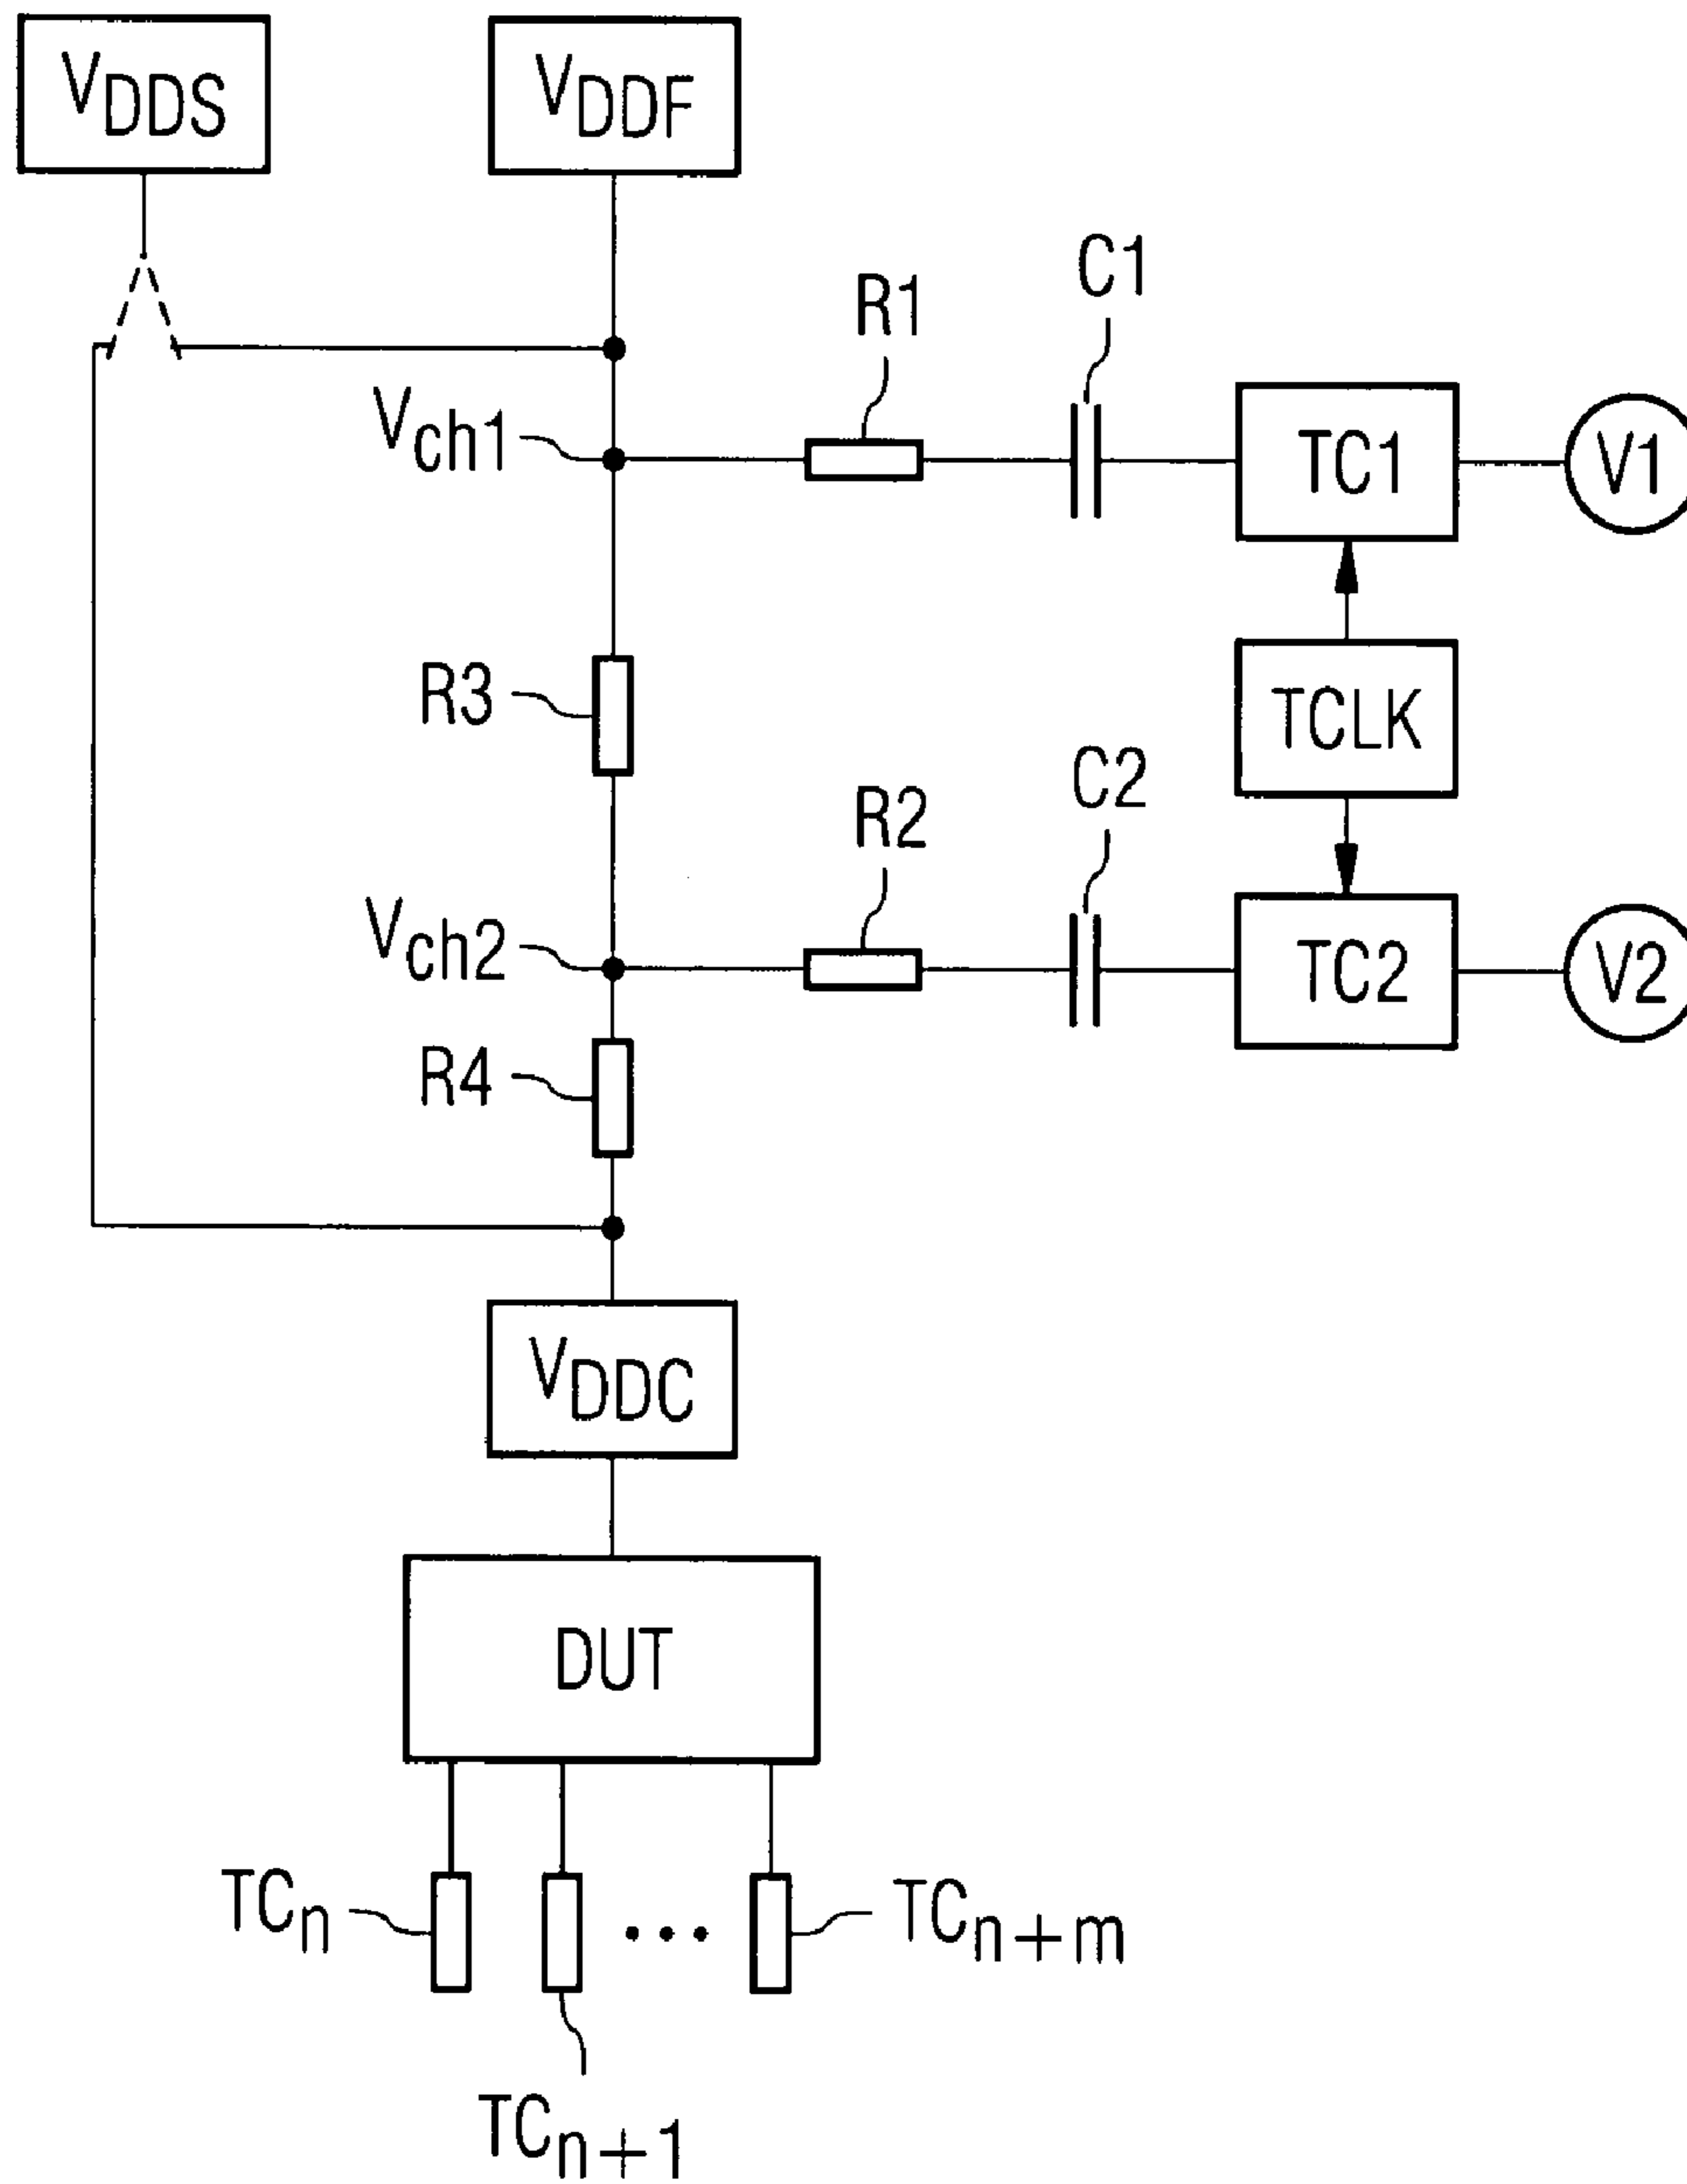 VDDS
VDDF
C1
R1
Vch1
TC1
V1
R3
TCLK
C2
R2
Vch2
TC2
V2
R4
VDDC
DUT
TCn
TCn+m
TCn+1